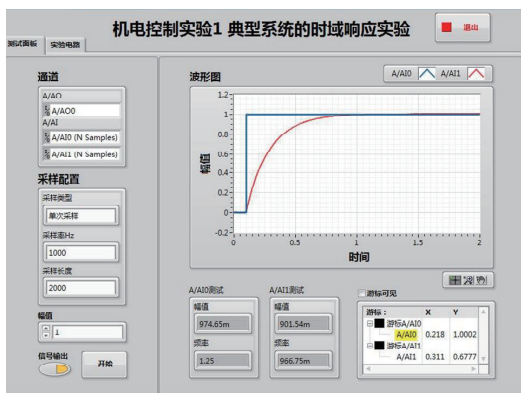 机电控制实验1 典型系统的时域响应实验
退出
测试面板 实验电路
通道
A/AO
A/AO0
A/AI
A/AI0 (N Samples)
A/AI1 (N Samples)
采样配置
采样类型
单次采样
采样率Hz
1000
采样长度
2000
幅值
1
信号输出
开始
波形图
A/AI0 A/AI1
幅值
1.2
1
0.8
0.6
0.4
0.2
0
-0.2
0 0.5 1 1.5 2
时间
A/AI0测试
幅值
974.65m
频率
1.25
A/AI1测试
幅值
901.54m
频率
966.75m
游标可见
游标: X Y
游标A/AI0
A/AI0 0.218 1.0002
游标A/AI1
A/AI1 0.311 0.6777